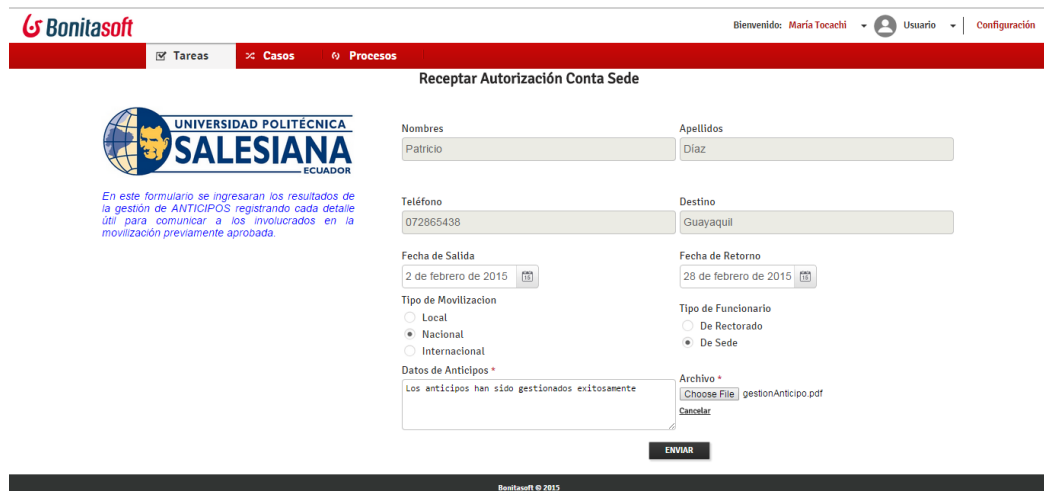 Bonitasoft
Bienvenido: María Tocachi Usuario Configuración
Tareas Casos Procesos
Receptar Autorización Conta Sede
UNIVERSIDAD POLITÉCNICA
SALESIANA
ECUADOR
En este formulario se ingresaran los resultados de
la gestión de ANTICIPOS registrando cada detalle
útil para comunicar a los involucrados en la
movilización previamente aprobada.
Nombres Apellidos
Patricio Díaz
Teléfono Destino
072865438 Guayaquil
Fecha de Salida Fecha de Retorno
2 de febrero de 2015 15 28 de febrero de 2015 15
Tipo de Movilizacion
Local
Nacional
Internacional
Tipo de Funcionario
De Rectorado
De Sede
Datos de Anticipos *
Los anticipos han sido gestionados exitosamente
Archivo *
Choose File gestionAnticipo.pdf
Cancelar
ENVIAR
Bonitasoft © 2015